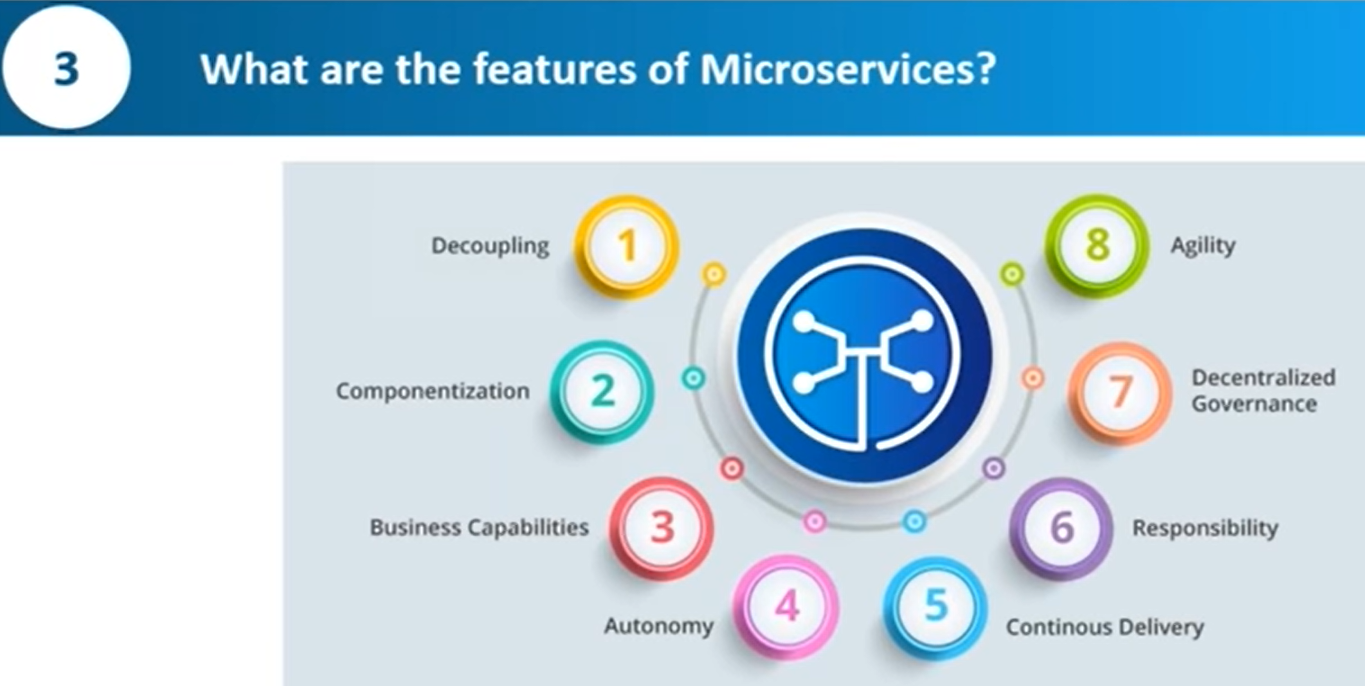 3
What are the features of Microservices?
Decoupling
1
Componentization
2
Business Capabilities
3
Autonomy
4
5
Continous Delivery
6
Responsibility
7
Decentralized
Governance
8
Agility